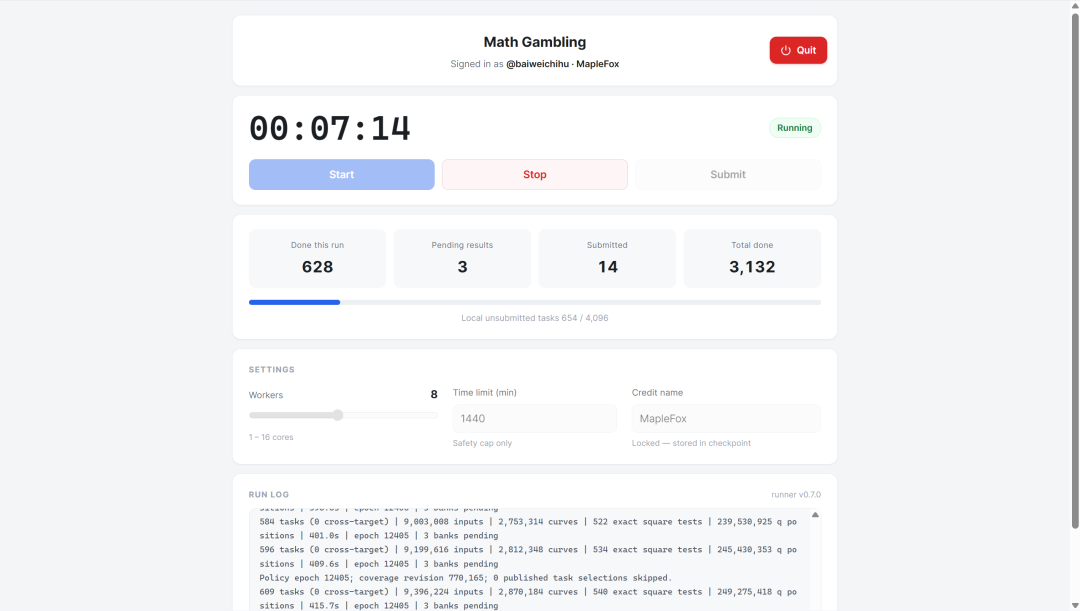 Math Gambling
Signed in as @baiweichihu · MapleFox
Quit
00:07:14
Running
Start
Stop
Submit
Done this run
628
Pending results
3
Submitted
14
Total done
3,132
Local unsubmitted tasks 654 / 4,096
SETTINGS
Workers
8
1 – 16 cores
Time limit (min)
1440
Safety cap only
Credit name
MapleFox
Locked — stored in checkpoint
RUN LOG
runner v0.7.0
584 tasks (0 cross-target) | 9,003,008 inputs | 2,753,314 curves | 522 exact square tests | 239,530,925 q po
sitions | 401.0s | epoch 12405 | 3 banks pending
596 tasks (0 cross-target) | 9,199,616 inputs | 2,812,348 curves | 534 exact square tests | 245,430,353 q po
sitions | 409.6s | epoch 12405 | 3 banks pending
Policy epoch 12405; coverage revision 770,165; 0 published task selections skipped.
609 tasks (0 cross-target) | 9,396,224 inputs | 2,870,184 curves | 540 exact square tests | 249,275,418 q po
sitions | 415.7s | epoch 12405 | 3 banks pending